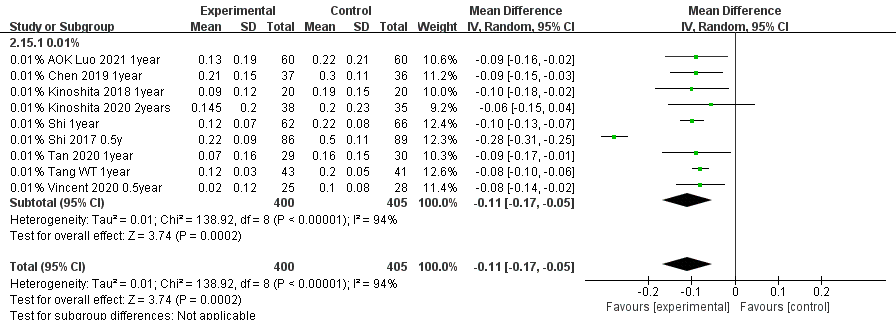 Experimental Control Mean Difference Mean Difference
Study or Subgroup Mean SD Total Mean SD Total Weight IV, Random, 95% CI IV, Random, 95% CI
2.15.1 0.01%
0.01% AOK Luo 2021 1year 0.13 0.19 60 0.22 0.21 60 10.6% -0.09 [-0.16, -0.02]
0.01% Chen 2019 1year 0.21 0.15 37 0.3 0.11 36 11.3% -0.09 [-0.15, -0.03]
0.01% Kinoshita 2018 1year 0.09 0.12 20 0.19 0.15 20 10.1% -0.10 [-0.18, -0.02]
0.01% Kinoshita 2020 2years 0.145 0.2 38 0.2 0.23 35 9.2% -0.06 [-0.15, 0.04]
0.01% Shi 1year 0.12 0.07 62 0.22 0.08 66 12.4% -0.10 [-0.13, -0.07]
0.01% Shi 2017 0.5y 0.22 0.09 86 0.5 0.11 89 12.3% -0.28 [-0.31, -0.25]
0.01% Tan 2020 1year 0.07 0.16 29 0.16 0.15 30 10.1% -0.09 [-0.17, -0.01]
0.01% Tang WT 1year 0.12 0.03 43 0.2 0.05 41 12.6% -0.08 [-0.10, -0.06]
0.01% Vincent 2020 0.5year 0.02 0.12 25 0.1 0.08 28 11.4% -0.08 [-0.14, -0.02]
Subtotal (95% CI) 400 405 100.0% -0.11 [-0.17, -0.05]
Heterogeneity: Tau² = 0.01; Chi² = 138.92, df = 8 (P < 0.00001); I² = 94%
Test for overall effect: Z = 3.74 (P = 0.0002)
Total (95% CI) 400 405 100.0% -0.11 [-0.17, -0.05]
Heterogeneity: Tau² = 0.01; Chi² = 138.92, df = 8 (P < 0.00001); I² = 94%
Test for overall effect: Z = 3.74 (P = 0.0002)
Test for subgroup differences: Not applicable
-0.2 -0.1 0 0.1 0.2
Favours [experimental] Favours [control]